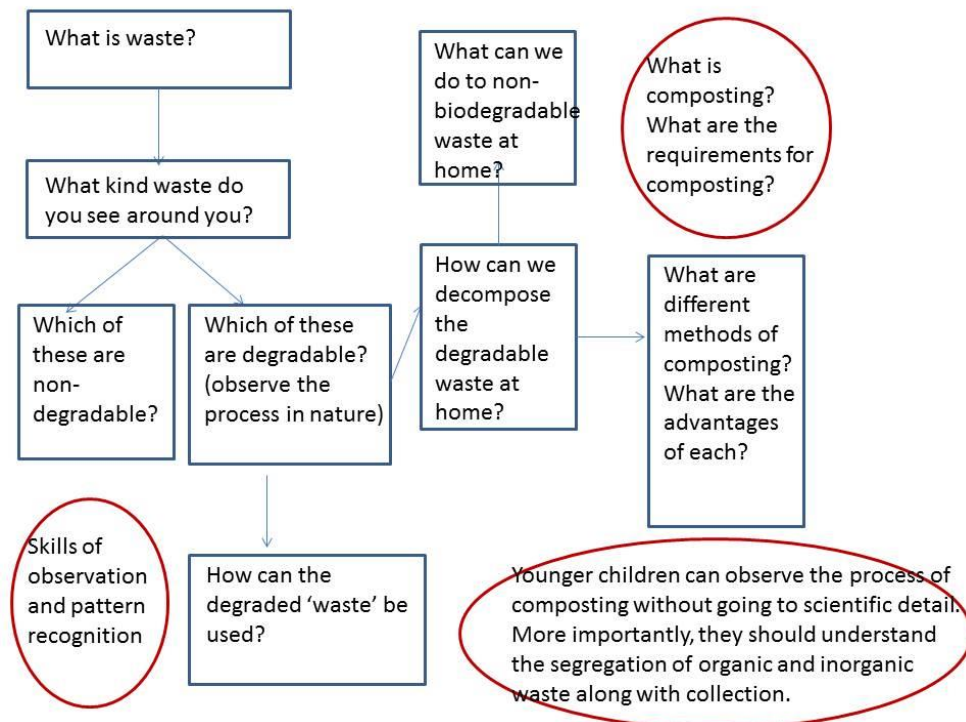 What is waste?
What kind waste do
you see around you?
Which of
these are
non-
degradable?
Which of these
are degradable?
(observe the
process in nature)
How can the
degraded ‘waste’ be
used?
What can we
do to non-
biodegradable
waste at
home?
How can we
decompose
the
degradable
waste at
home?
What is
composting?
What are the
requirements for
composting?
What are
different
methods of
composting?
What are the
advantages
of each?
Skills of
observation
and pattern
recognition
Younger children can observe the process of
composting without going to scientific detail.
More importantly, they should understand
the segregation of organic and inorganic
waste along with collection.